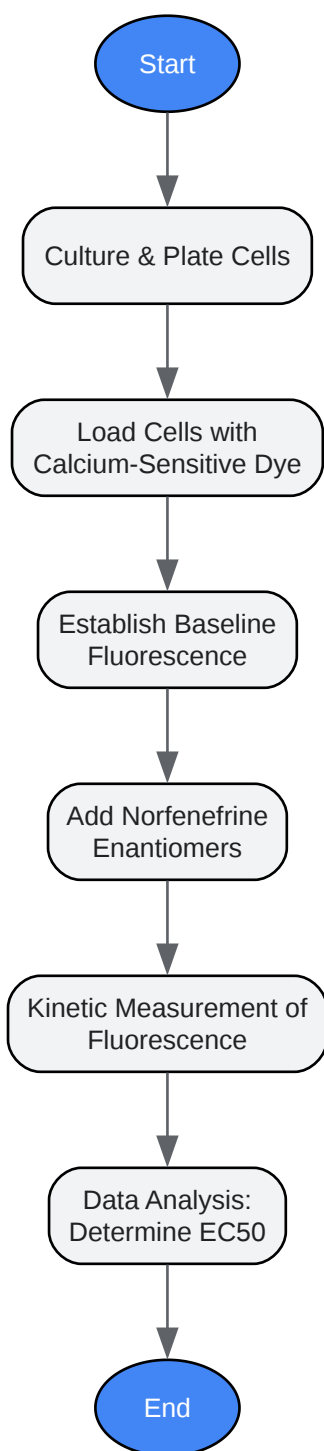 Start
Culture & Plate Cells
Load Cells with
Calcium-Sensitive Dye
Establish Baseline
Fluorescence
Add Norfenefrine
Enantiomers
Kinetic Measurement of
Fluorescence
Data Analysis:
Determine EC50
End